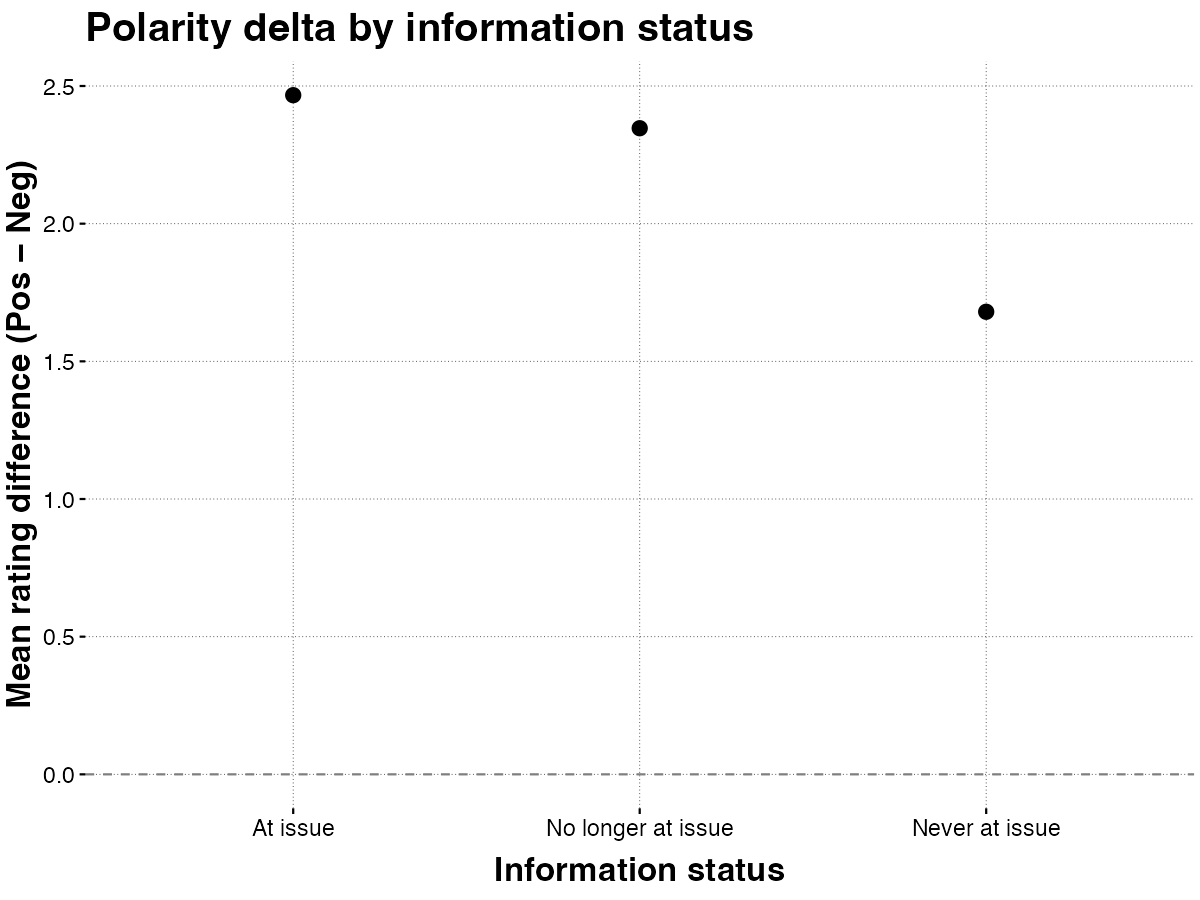 Polarity delta by information status
Mean rating difference (Pos − Neg)
2.5
2.0
1.5
1.0
0.5
0.0
At issue
No longer at issue
Never at issue
Information status